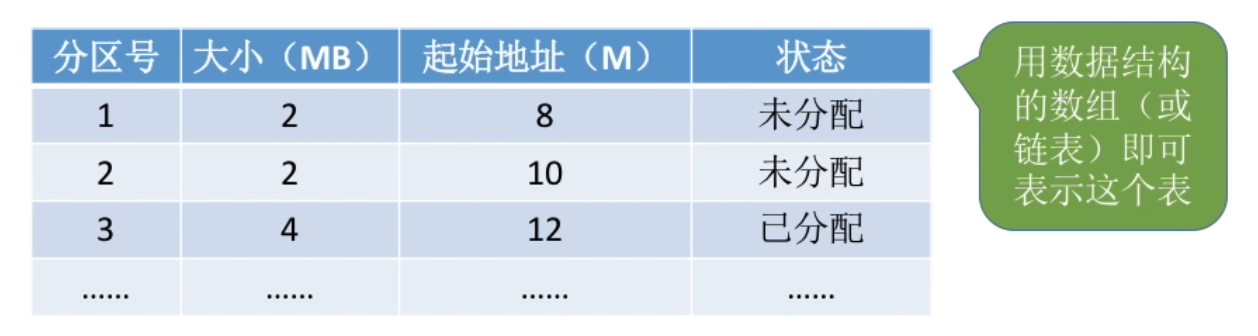 分区号 大小（MB） 起始地址（M） 状态
1 2 8 未分配
2 2 10 未分配
3 4 12 已分配
...... ...... ...... ......
用数据结构
的数组（或
链表）即可
表示这个表